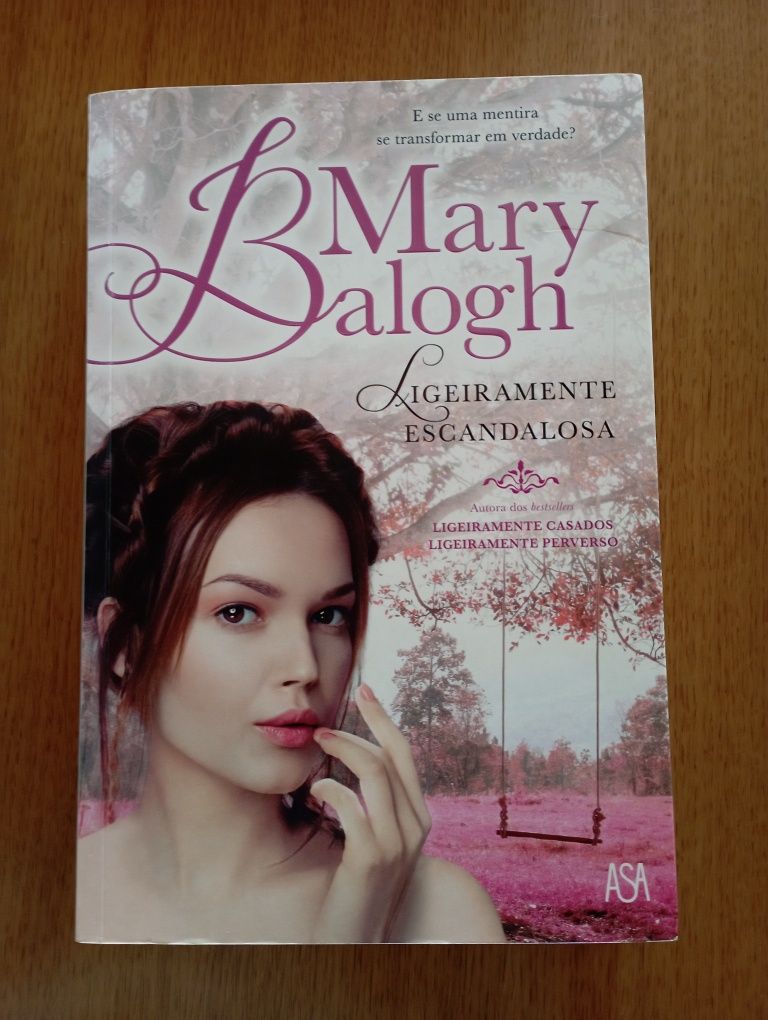 E se uma mentira
se transformar em verdade?
Mary
Balogh
LIGEIRAMENTE
ESCANDALOSA
Autora dos bestsellers
LIGEIRAMENTE CASADOS
LIGEIRAMENTE PERVERSO
ASA